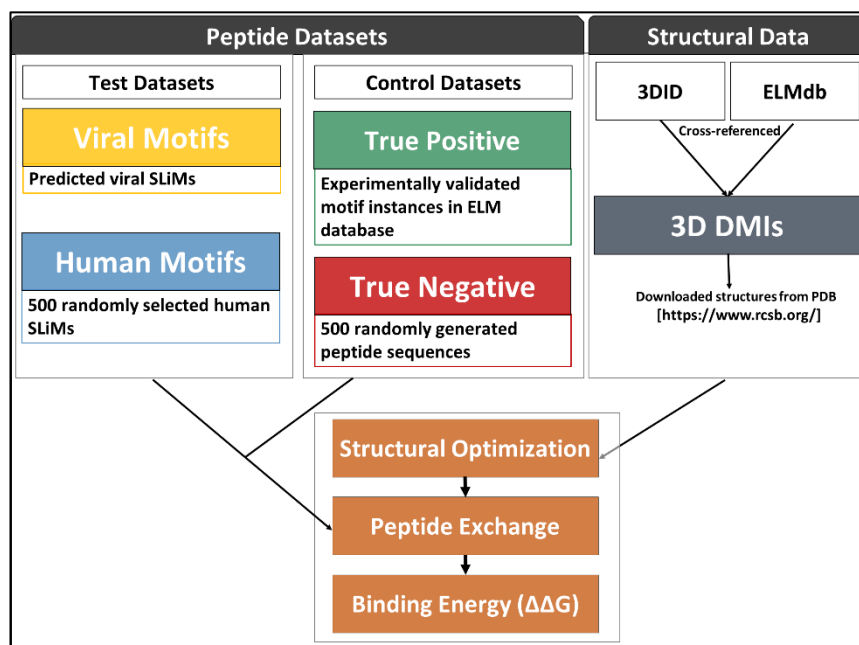 Peptide Datasets
Structural Data
Test Datasets
Control Datasets
3DID
ELMdb
Cross-referenced
Viral Motifs
Predicted viral SLiMs
True Positive
Experimentally validated
motif instances in ELM
database
3D DMIs
Human Motifs
500 randomly selected human
SLiMs
True Negative
500 randomly generated
peptide sequences
Downloaded structures from PDB
[https://www.rcsb.org/]
Structural Optimization
Peptide Exchange
Binding Energy (ΔΔG)